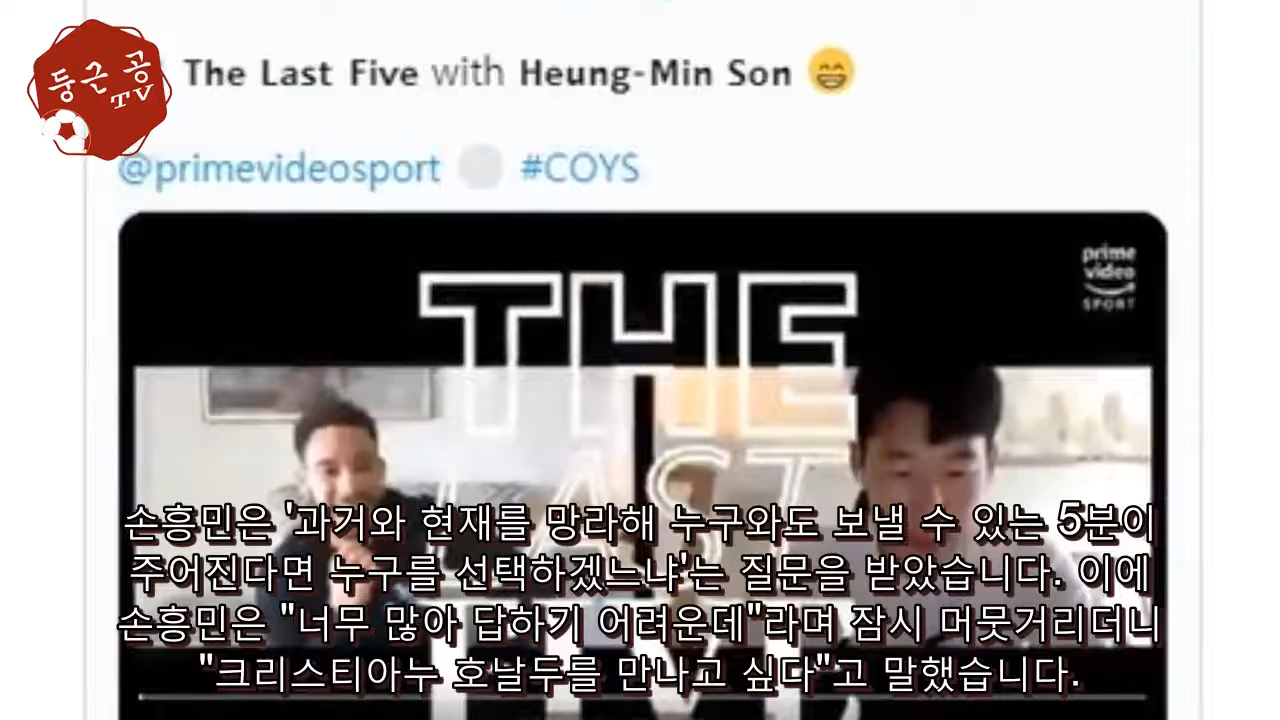 둥근 공
TV
The Last Five with Heung-Min Son 😁
@primevideosport #COYS
prime
video
SPORT
THE
LAST
FIVE
손흥민은 '과거와 현재를 망라해 누구와도 보낼 수 있는 5분이
주어진다면 누구를 선택하겠느냐'는 질문을 받았습니다. 이에
손흥민은 "너무 많아 답하기 어려운데"라며 잠시 머뭇거리더니
"크리스티아누 호날두를 만나고 싶다"고 말했습니다.